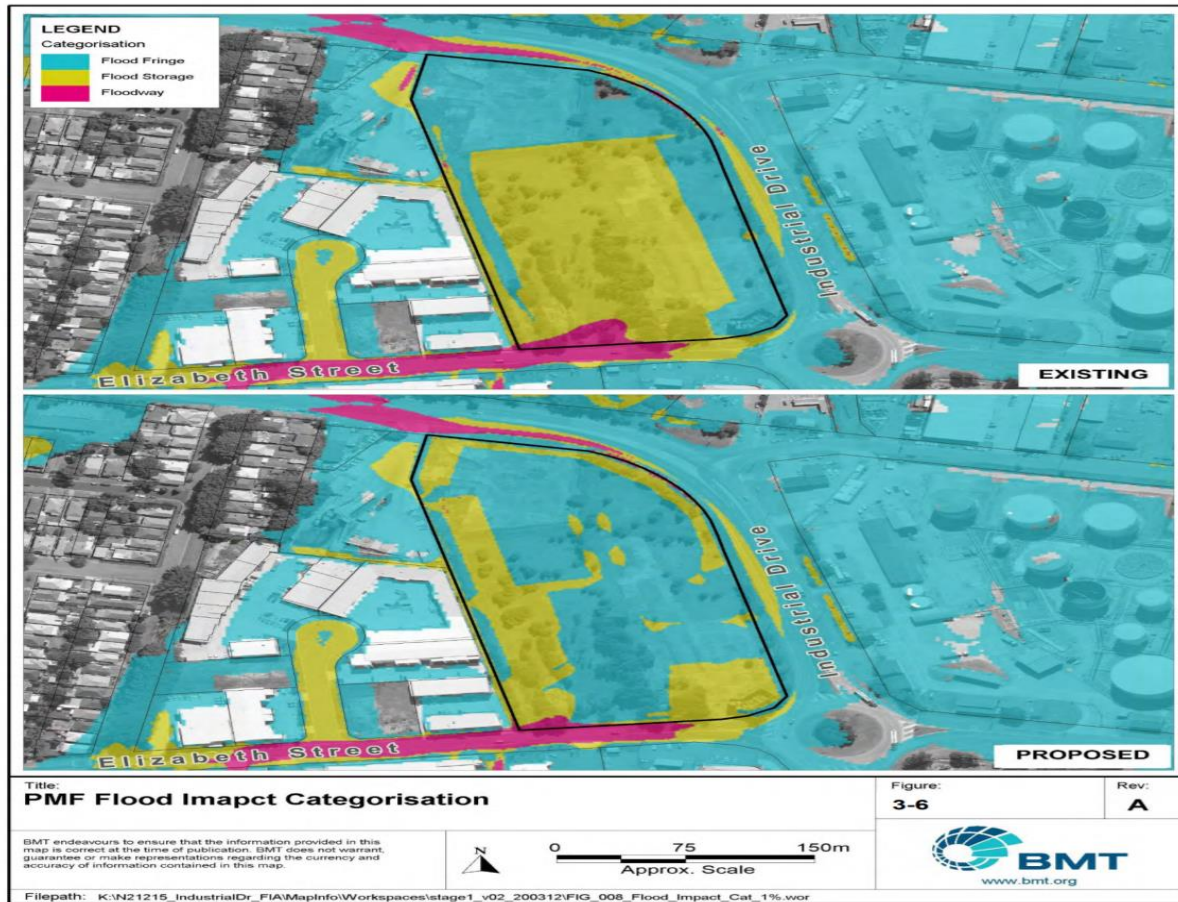 LEGEND
Categorisation
Flood Fringe
Flood Storage
Floodway
Industrial Drive
Elizabeth Street
EXISTING
Industrial Drive
Elizabeth Street
PROPOSED
Title:
PMF Flood Imapct Categorisation
Figure:
3-6
Rev:
A
BMT endeavours to ensure that the information provided in this
map is correct at the time of publication. BMT does not warrant,
guarantee or make representations regarding the currency and
accuracy of information contained in this map.
N
0 75 150m
Approx. Scale
BMT
www.bmt.org
Filepath: K:\N21215_IndustrialDr_FIA\MapInfo\Workspaces\stage1_v02_200312\FIG_008_Flood_Impact_Cat_1%.wor